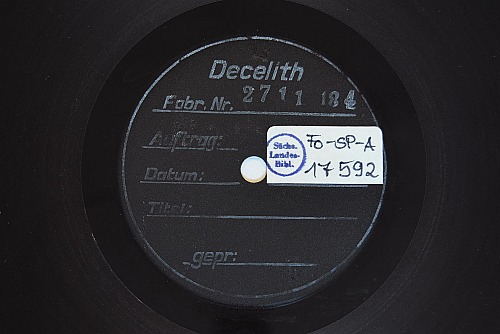 Decelith
Fabr. Nr. 2711 184
Auftrag:
Datum:
Titel:
gepr:
Sächs.
Landes-
Bibl.
FO-SP-A
17592